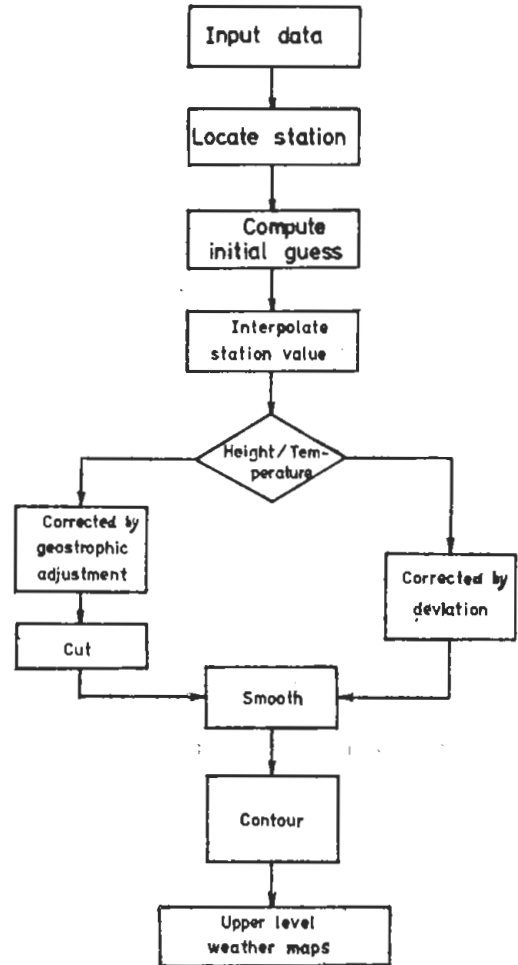 Input data
Locate station
Compute
initial guess
Interpolate
station value
Height/Tem-
perature
Corrected by
geostrophic
adjustment
Cut
Corrected by
deviation
Smooth
Contour
Upper level
weather maps